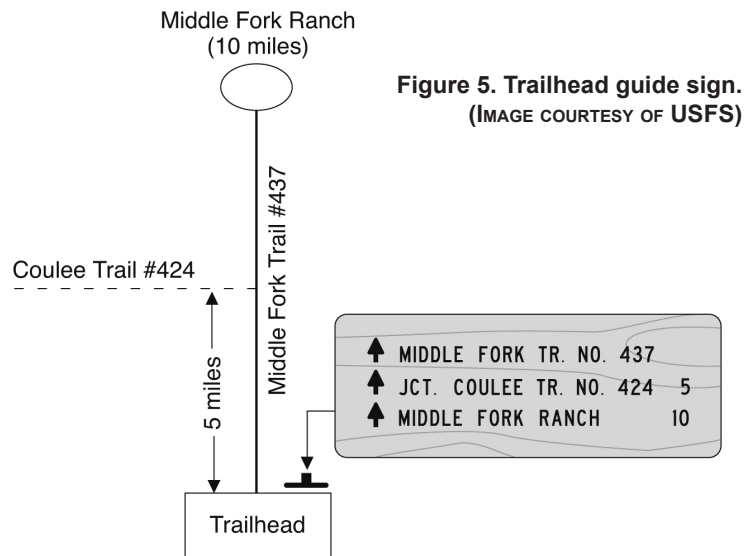 Middle Fork Ranch
(10 miles)
Figure 5. Trailhead guide sign.
(IMAGE COURTESY OF USFS)
Middle Fork Trail #437
Coulee Trail #424
5 miles
MIDDLE FORK TR. NO. 437
JCT. COULEE TR. NO. 424 5
MIDDLE FORK RANCH 10
Trailhead